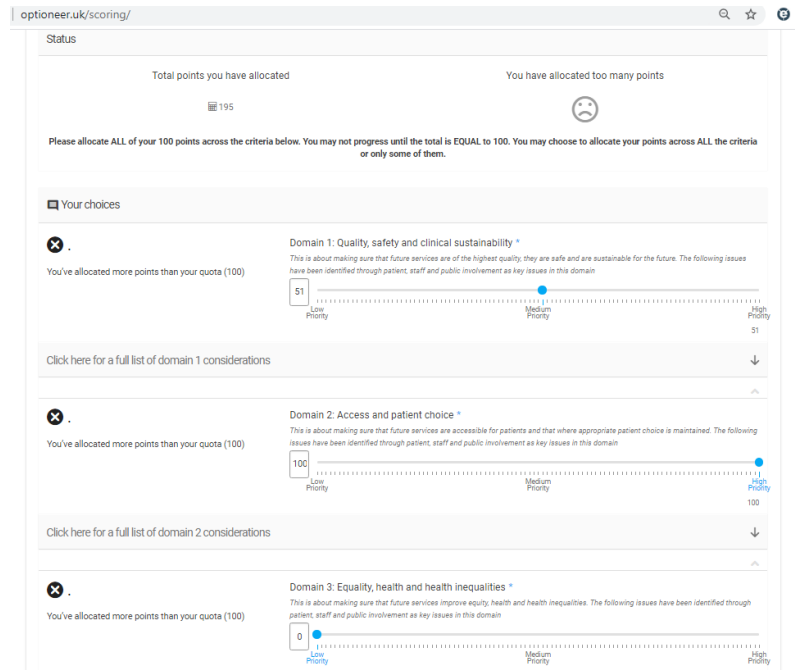 optioneer.uk/scoring/
Status
Total points you have allocated
You have allocated too many points
195
Please allocate ALL of your 100 points across the criteria below. You may not progress until the total is EQUAL to 100. You may choose to allocate your points across ALL the criteria
or only some of them.
Your choices
.
Domain 1: Quality, safety and clinical sustainability *
This is about making sure that future services are of the highest quality, they are safe and are sustainable for the future. The following issues
You've allocated more points than your quota (100)
have been identified through patient, staff and public involvement as key issues in this domain
51
Low
Priority
Medium
Priority
High
Priority
51
Click here for a full list of domain 1 considerations
.
Domain 2: Access and patient choice *
This is about making sure that future services are accessible for patients and that where appropriate patient choice is maintained. The following
You've allocated more points than your quota (100)
issues have been identified through patient, staff and public involvement as key issues in this domain
100
Low
Priority
Medium
Priority
High
Priority
100
Click here for a full list of domain 2 considerations
.
Domain 3: Equality, health and health inequalities *
This is about making sure that future services improve equity, health and health inequalities. The following issues have been identified through
You've allocated more points than your quota (100)
patient, staff and public involvement as key issues in this domain
0
Low
Priority
Medium
Priority
High
Priority